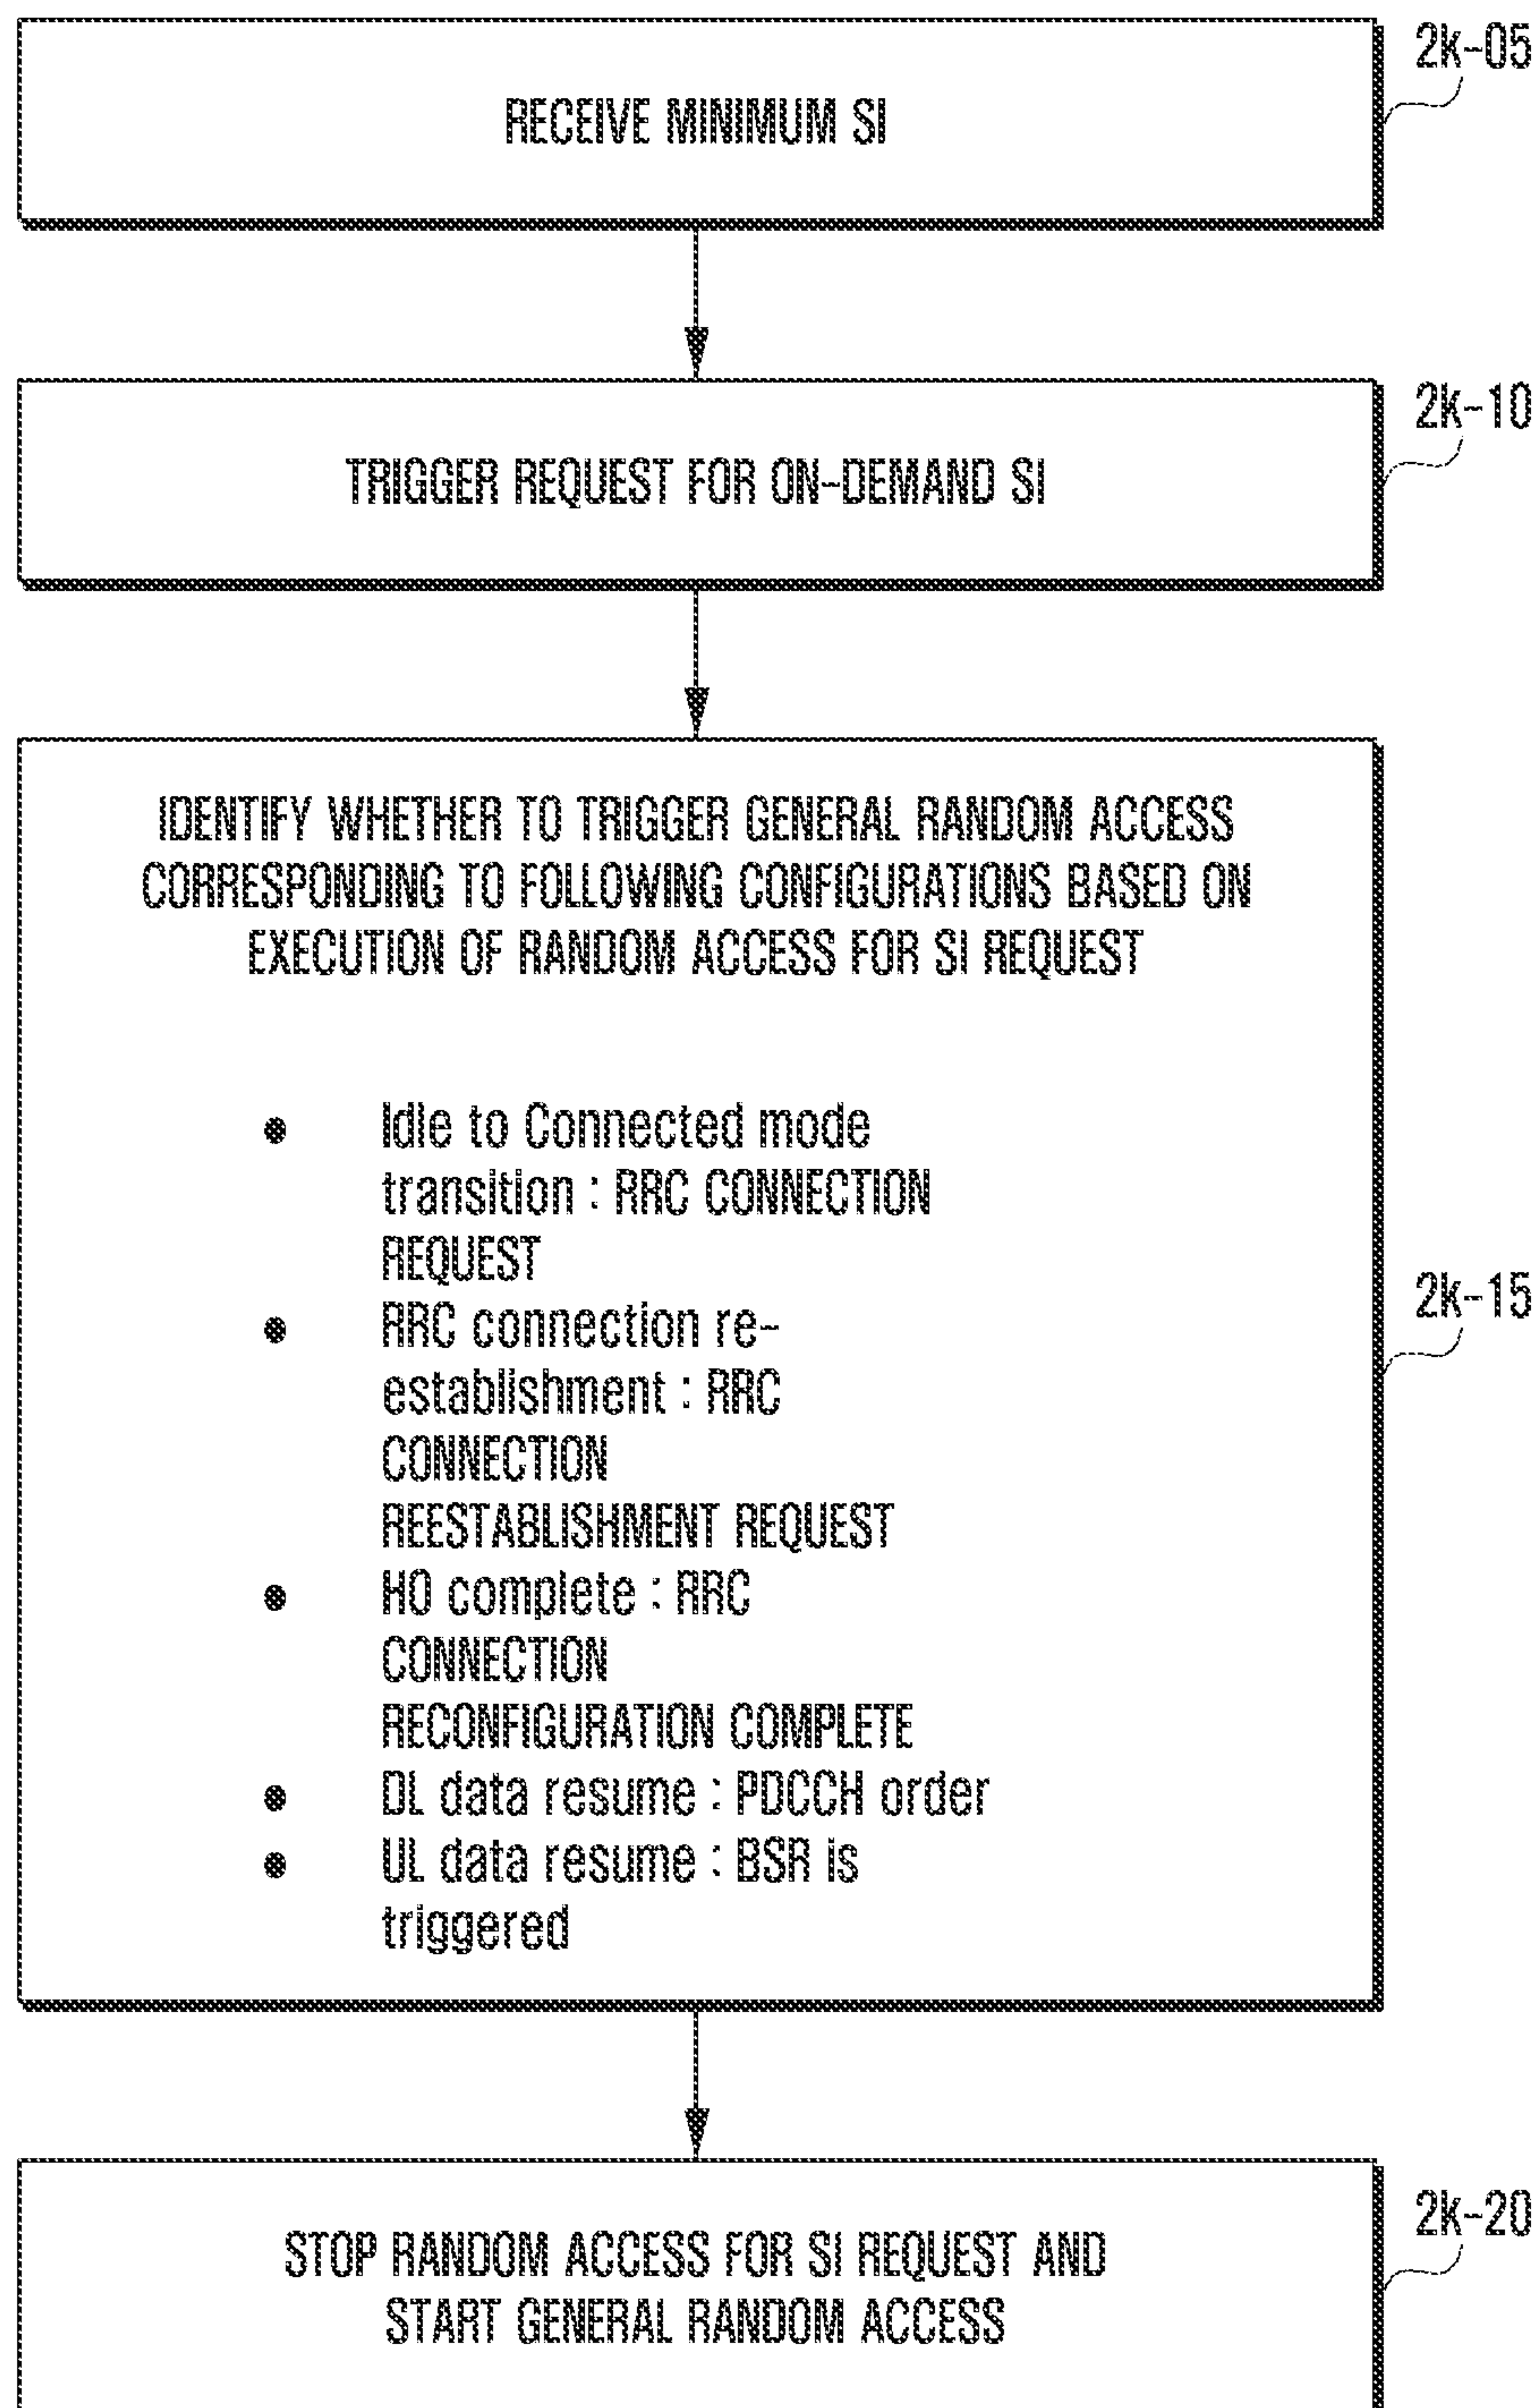 2k-05
RECEIVE MINIMUM SI
2k-10
TRIGGER REQUEST FOR ON-DEMAND SI
IDENTIFY WHETHER TO TRIGGER GENERAL RANDOM ACCESS
CORRESPONDING TO FOLLOWING CONFIGURATIONS BASED ON
EXECUTION OF RANDOM ACCESS FOR SI REQUEST
● Idle to Connected mode
transition : RRC CONNECTION
REQUEST
2k-15
● RRC connection re-
establishment : RRC
CONNECTION
REESTABLISHMENT REQUEST
● HO complete : RRC
CONNECTION
RECONFIGURATION COMPLETE
● DL data resume : PDCCH order
● UL data resume : BSR is
triggered
2k-20
STOP RANDOM ACCESS FOR SI REQUEST AND
START GENERAL RANDOM ACCESS